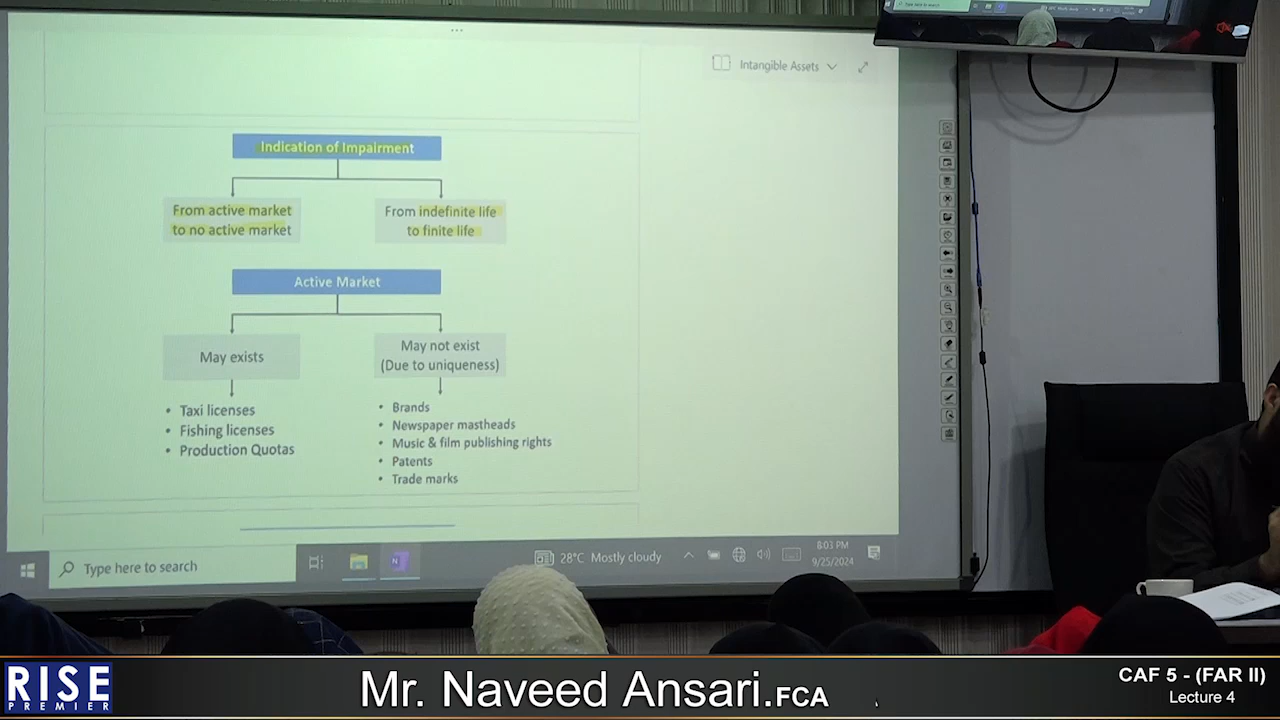 Intangible Assets
Indication of Impairment
From active market
to no active market
From indefinite life
to finite life
Active Market
May exists
May not exist
(Due to uniqueness)
• Taxi licenses
• Fishing licenses
• Production Quotas
• Brands
• Newspaper mastheads
• Music & film publishing rights
• Patents
• Trade marks
Type here to search
28°C Mostly cloudy
8:03 PM
9/25/2024
RISE
PREMIER
Mr. Naveed Ansari.FCA
CAF 5 - (FAR II)
Lecture 4